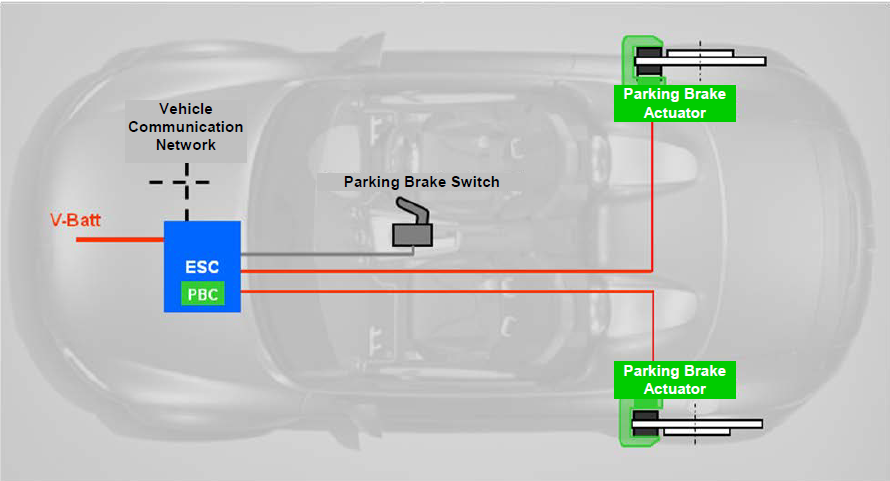 Vehicle
Communication
Network
Parking Brake Switch
Parking Brake
Actuator
V-Batt
ESC
PBC
Parking Brake
Actuator